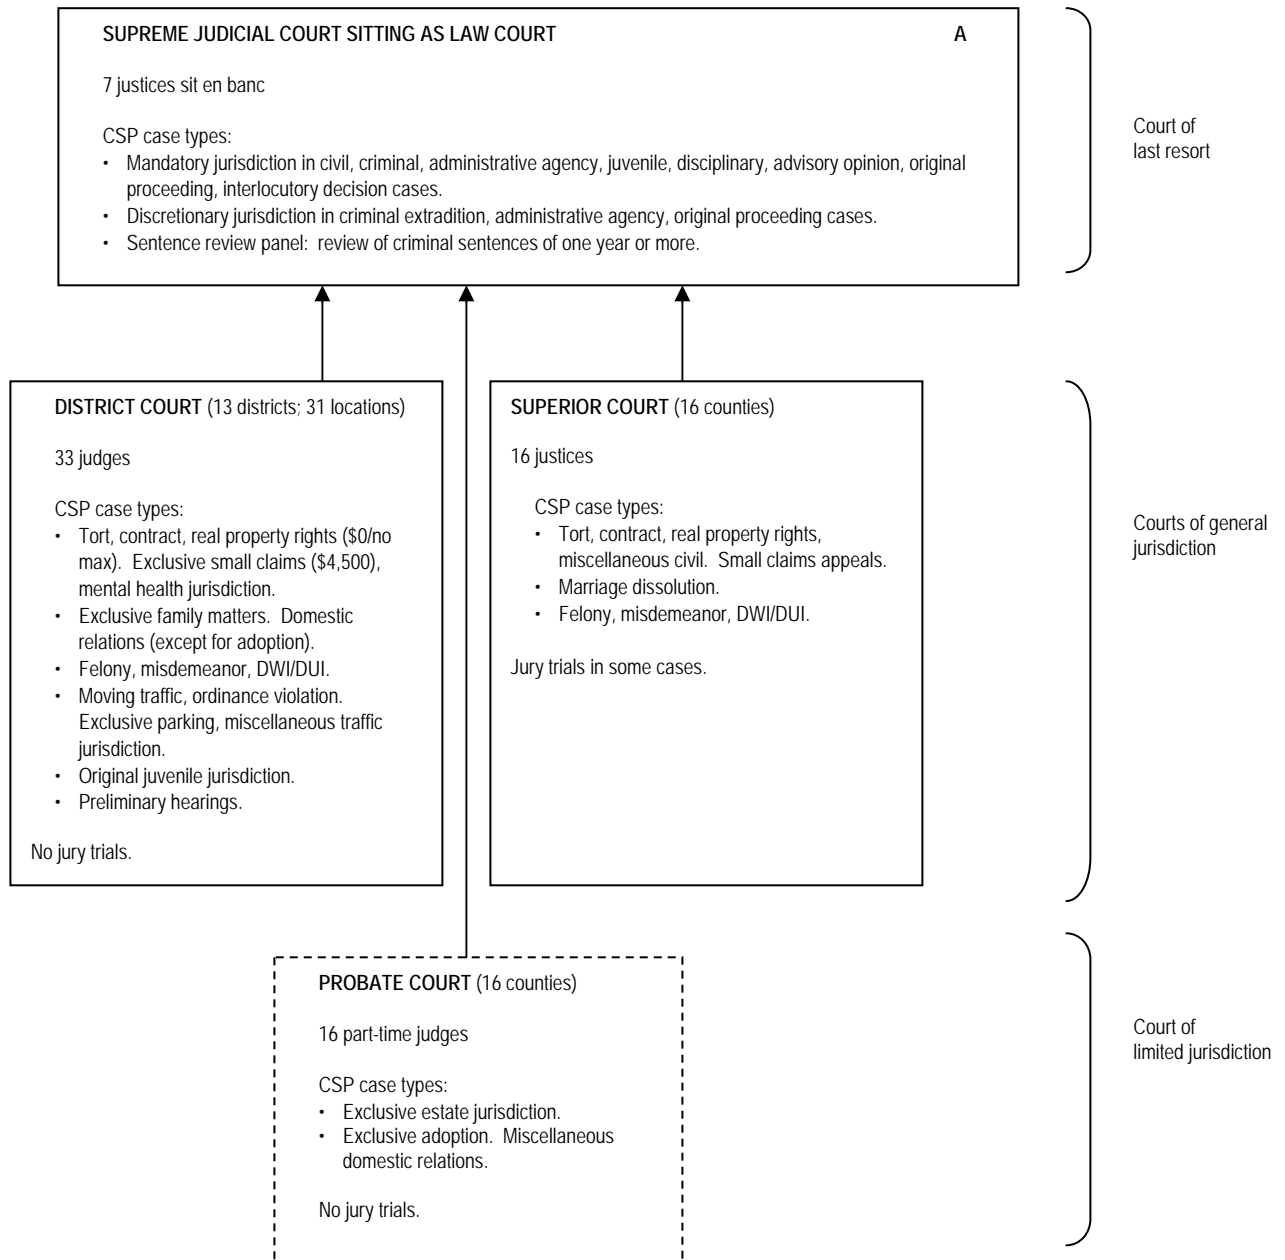 SUPREME JUDICIAL COURT SITTING AS LAW COURT A
7 justices sit en banc
CSP case types:
• Mandatory jurisdiction in civil, criminal, administrative agency, juvenile, disciplinary, advisory opinion, original
proceeding, interlocutory decision cases.
• Discretionary jurisdiction in criminal extradition, administrative agency, original proceeding cases.
• Sentence review panel: review of criminal sentences of one year or more.
Court of
last resort
DISTRICT COURT (13 districts; 31 locations)
33 judges
CSP case types:
• Tort, contract, real property rights ($0/no
max). Exclusive small claims ($4,500),
mental health jurisdiction.
• Exclusive family matters. Domestic
relations (except for adoption).
• Felony, misdemeanor, DWI/DUI.
• Moving traffic, ordinance violation.
Exclusive parking, miscellaneous traffic
jurisdiction.
• Original juvenile jurisdiction.
• Preliminary hearings.
No jury trials.
SUPERIOR COURT (16 counties)
16 justices
CSP case types:
• Tort, contract, real property rights,
miscellaneous civil. Small claims appeals.
• Marriage dissolution.
• Felony, misdemeanor, DWI/DUI.
Jury trials in some cases.
Courts of general
jurisdiction
PROBATE COURT (16 counties)
16 part-time judges
CSP case types:
• Exclusive estate jurisdiction.
• Exclusive adoption. Miscellaneous
domestic relations.
No jury trials.
Court of
limited jurisdiction